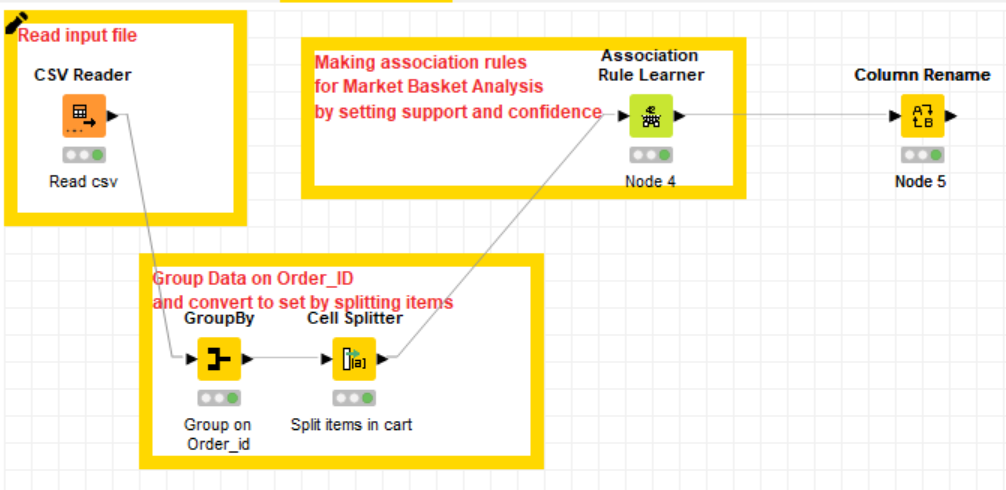 Read input file
CSV Reader
Read csv
Making association rules
for Market Basket Analysis
by setting support and confidence
Association
Rule Learner
Node 4
Column Rename
Node 5
Group Data on Order_ID
and convert to set by splitting items
GroupBy
Group on
Order_id
Cell Splitter
Split items in cart